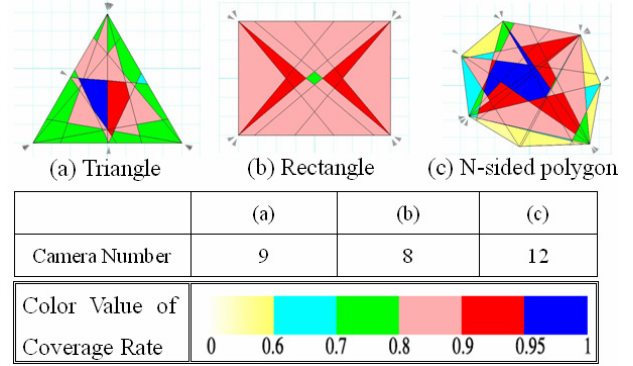 (a) Triangle (b) Rectangle (c) N-sided polygon
(a) (b) (c)
Camera Number 9 8 12
Color Value of
Coverage Rate
0 0.6 0.7 0.8 0.9 0.95 1